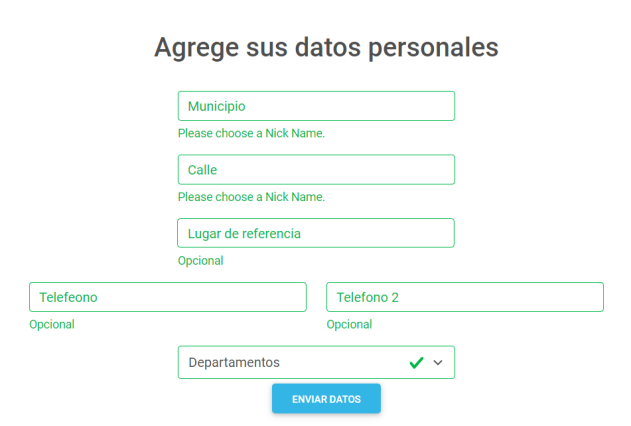 Agrege sus datos personales
Municipio
Please choose a Nick Name.
Calle
Please choose a Nick Name.
Lugar de referencia
Opcional
Telefeono
Telefono 2
Opcional
Opcional
Departamentos
ENVIAR DATOS